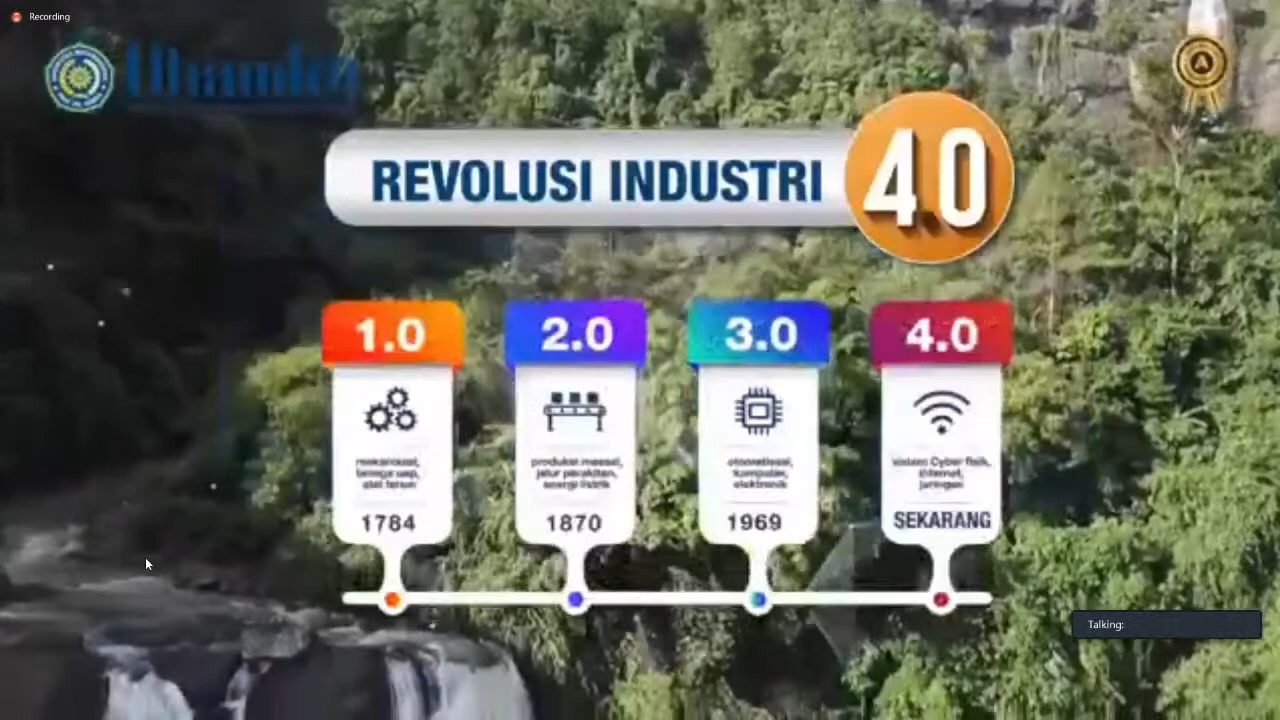 Recording
Uhamka
A
REVOLUSI INDUSTRI
4.0
1.0
2.0
3.0
4.0
mekanisasi,
tenaga uap,
alat tenun
produksi massal,
jalur perakitan,
energi listrik
otomatisasi,
komputer,
elektronik
sistem Cyber fisik,
internet,
jaringan
1784
1870
1969
SEKARANG
Talking: